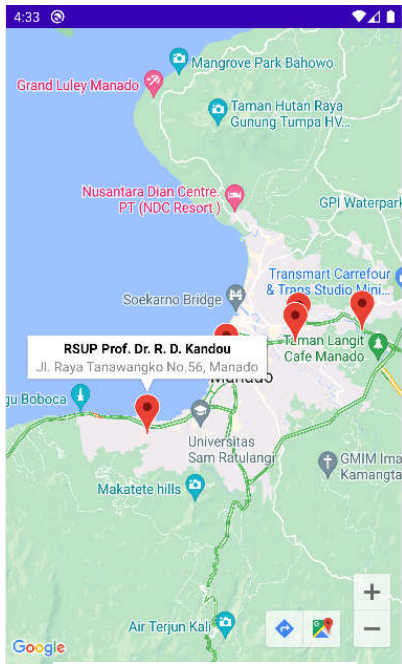 4:33
Mangrove Park Bahowo
Grand Luley Manado
Taman Hutan Raya
Gunung Tumpa HV...
Nusantara Dian Centre.
PT (NDC Resort )
GPI Waterpark
Transmart Carrefour
& Trans Studio Mini...
Soekarno Bridge
RSUP Prof. Dr. R. D. Kandou
Jl. Raya Tanawangko No.56, Manado
Taman Langit
Cafe Manado
Manado
gu Boboca
Universitas
Sam Ratulangi
GMIM Ima
Kamangta
Makatete hills
Air Terjun Kali
+
−
Google